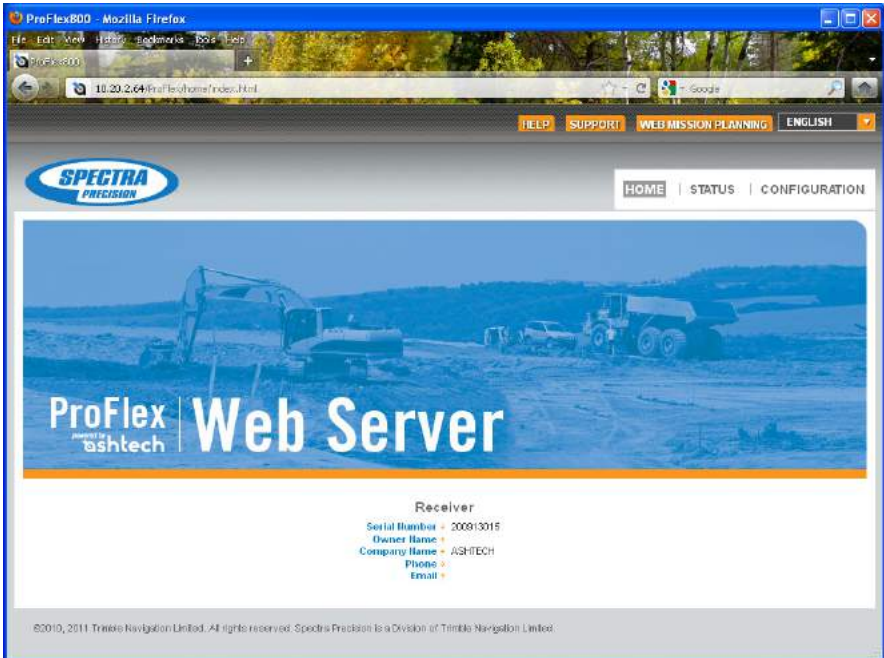 ProFlex800 - Mozilla Firefox
File Edit View History Bookmarks Tools Help
ProFlex800
10.20.2.64/ProFlex/home/index.html
Google
HELP SUPPORT WEB MISSION PLANNING ENGLISH
SPECTRA
PRECISION
HOME | STATUS | CONFIGURATION
ProFlex
powered by
ashtech
Web Server
Receiver
Serial Number 200913015
Owner Name
Company Name ASHTECH
Phone
Email
©2010, 2011 Trimble Navigation Limited. All rights reserved. Spectra Precision is a Division of Trimble Navigation Limited.